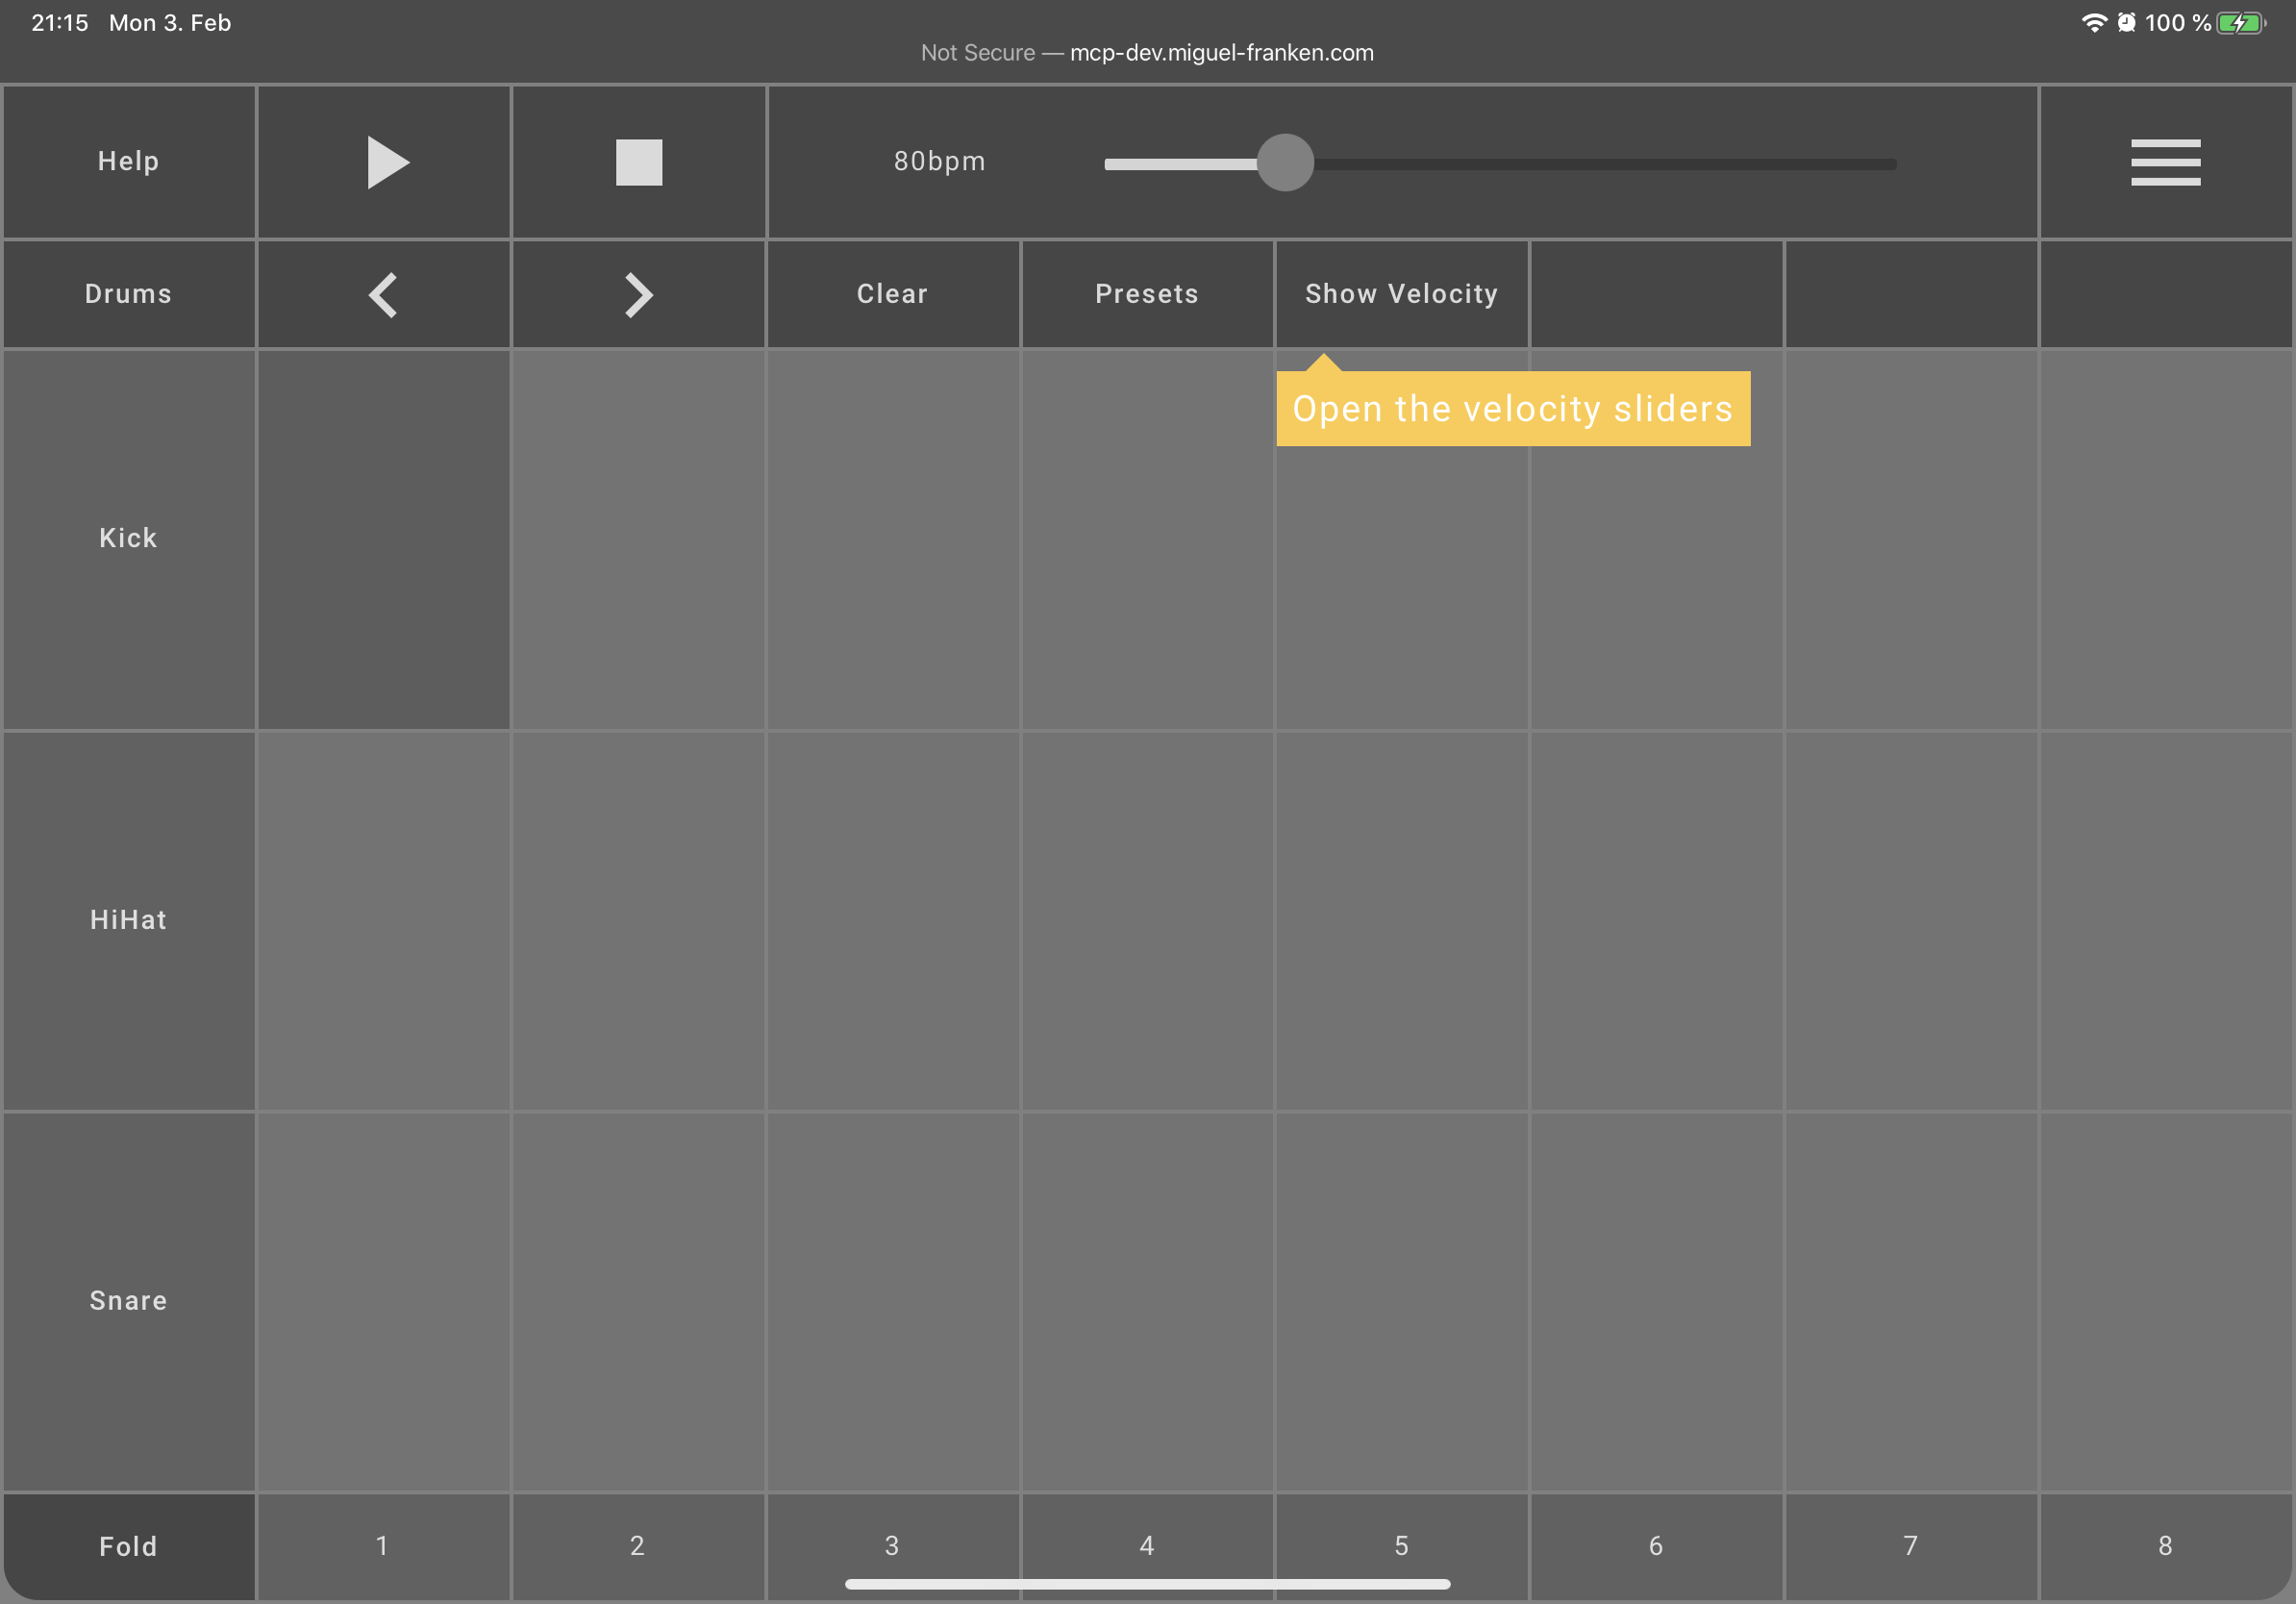 21:15 Mon 3. Feb 100 %
Not Secure — mcp-dev.miguel-franken.com
Help 80bpm
Drums Clear Presets Show Velocity
Open the velocity sliders
Kick
HiHat
Snare
Fold 1 2 3 4 5 6 7 8